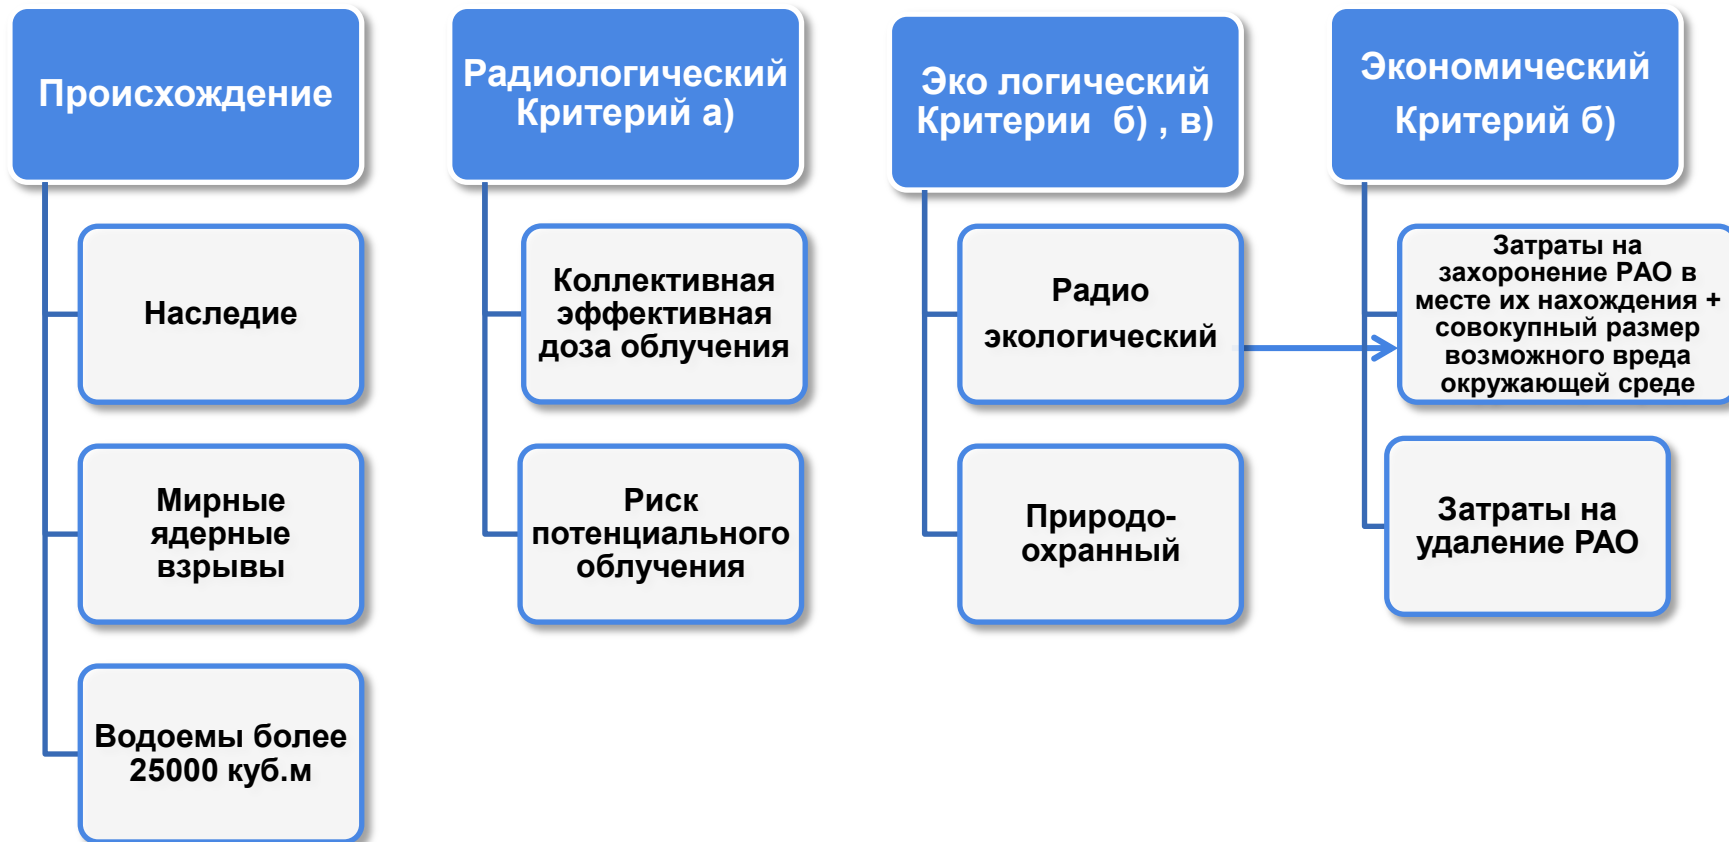 Происхождение
Наследие
Мирные
ядерные
взрывы
Водоемы более
25000 куб.м
Радиологический
Критерий а)
Коллективная
эффективная
доза облучения
Риск
потенциального
облучения
Эко логический
Критерии б) , в)
Радио
экологический
Природо-
охранный
Экономический
Критерий б)
Затраты на
захоронение РАО в
месте их нахождения +
совокупный размер
возможного вреда
окружающей среде
Затраты на
удаление РАО